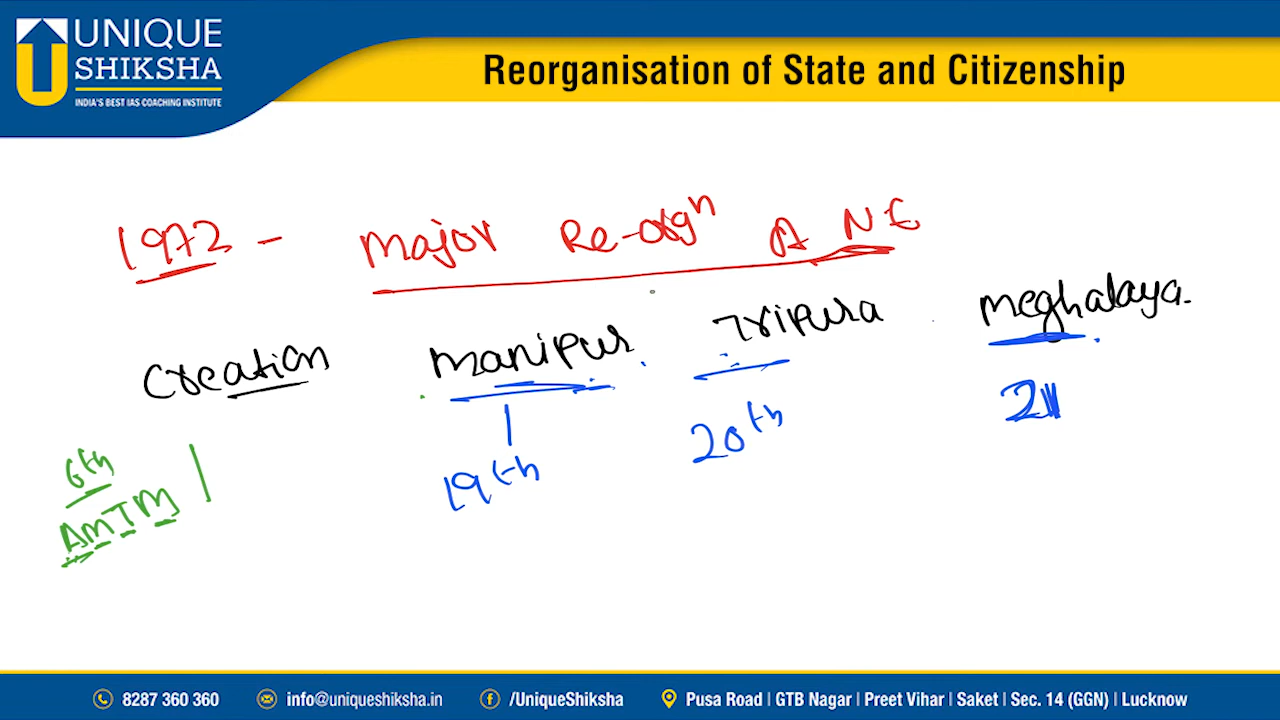 UNIQUE
SHIKSHA
INDIA'S BEST IAS COACHING INSTITUTE
Reorganisation of State and Citizenship
1972 - Major Re-orgn NE
Creation Manipur Tripura Meghalaya
19th 20th 21
6th
AMTM
8287 360 360 info@uniqueshiksha.in /UniqueShiksha Pusa Road | GTB Nagar | Preet Vihar | Saket | Sec. 14 (GGN) | Lucknow